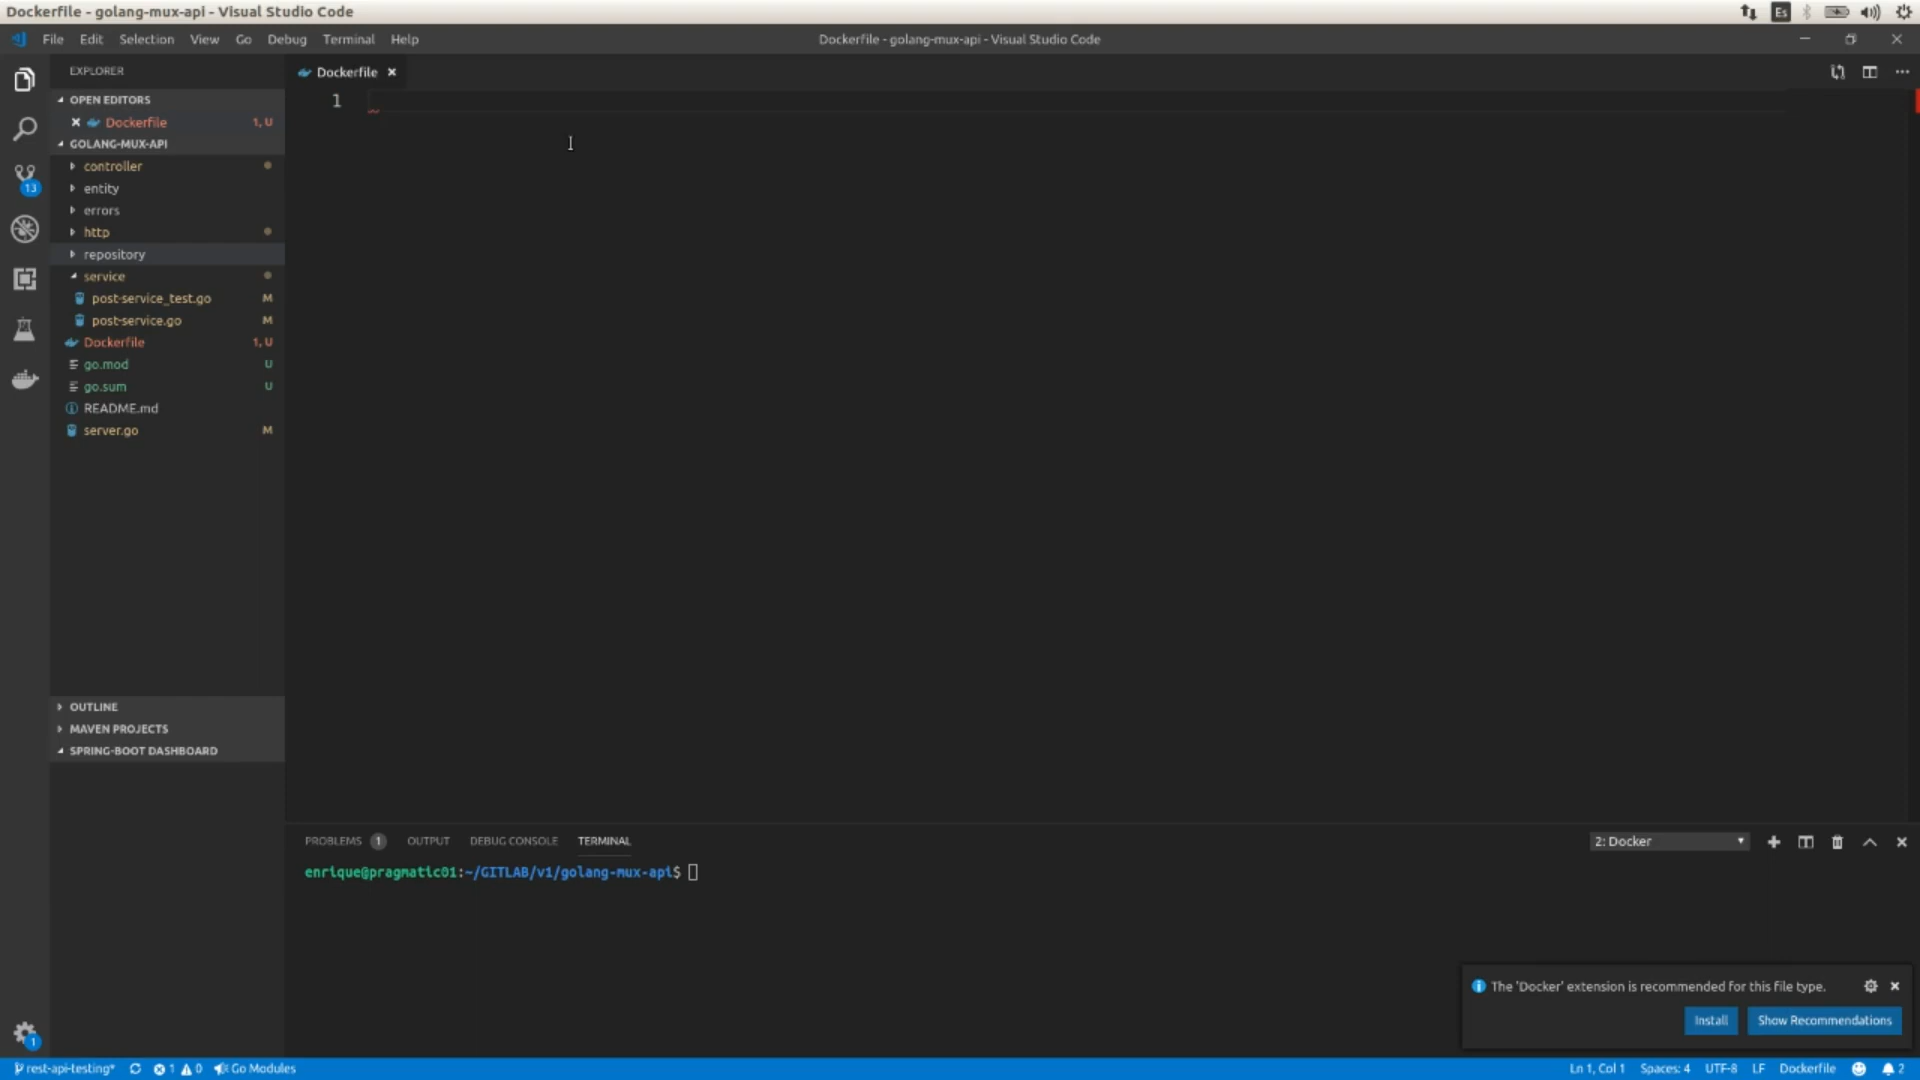 Dockerfile - golang-mux-api - Visual Studio Code
Es
File Edit Selection View Go Debug Terminal Help
Dockerfile - golang-mux-api - Visual Studio Code
EXPLORER
Dockerfile
OPEN EDITORS
Dockerfile 1, U
GOLANG-MUX-API
controller
entity
errors
http
repository
service
post-service_test.go M
post-service.go M
Dockerfile 1, U
go.mod U
go.sum U
README.md
server.go M
13
OUTLINE
MAVEN PROJECTS
SPRING-BOOT DASHBOARD
1
1
PROBLEMS 1 OUTPUT DEBUG CONSOLE TERMINAL
2: Docker
enrique@pragmatic01:~/GITLAB/v1/golang-mux-api$
The 'Docker' extension is recommended for this file type.
Install Show Recommendations
rest-api-testing* 1 0 Go Modules
Ln 1, Col 1 Spaces: 4 UTF-8 LF Dockerfile 2